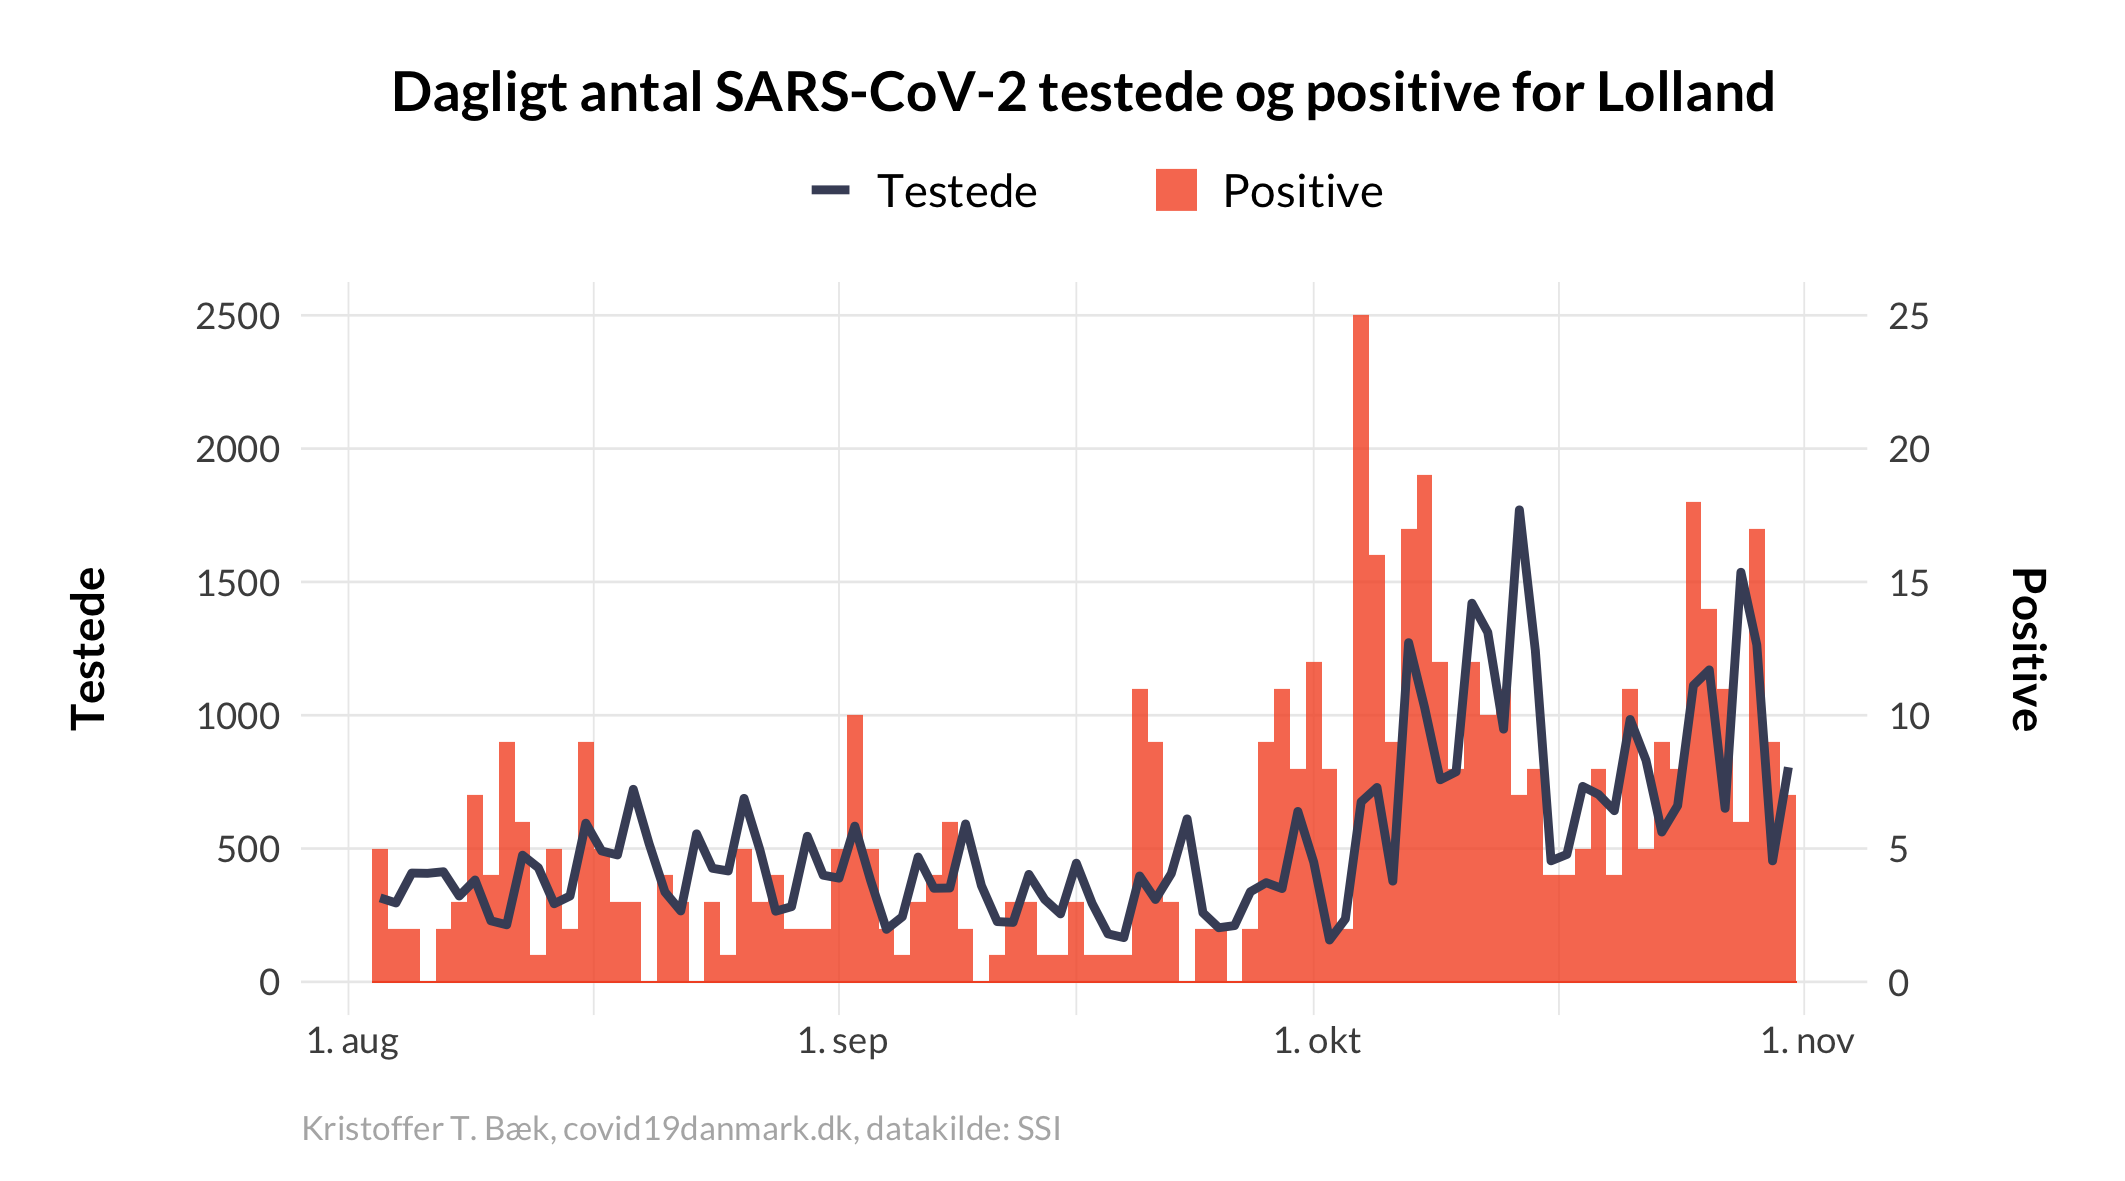 Dagligt antal SARS-CoV-2 testede og positive for Lolland
Testede
Positive
Testede
2500
2000
1500
1000
500
0
25
20
15
10
5
0
Positive
1. aug
1. sep
1. okt
1. nov
Kristoffer T. Bæk, covid19danmark.dk, datakilde: SSI